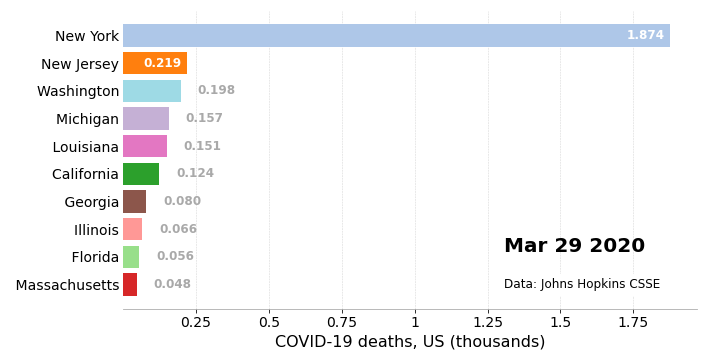 New York 1.874
New Jersey 0.219
Washington 0.198
Michigan 0.157
Louisiana 0.151
California 0.124
Georgia 0.080
Illinois 0.066
Florida 0.056
Massachusetts 0.048
Mar 29 2020
Data: Johns Hopkins CSSE
0.25 0.5 0.75 1 1.25 1.5 1.75
COVID-19 deaths, US (thousands)